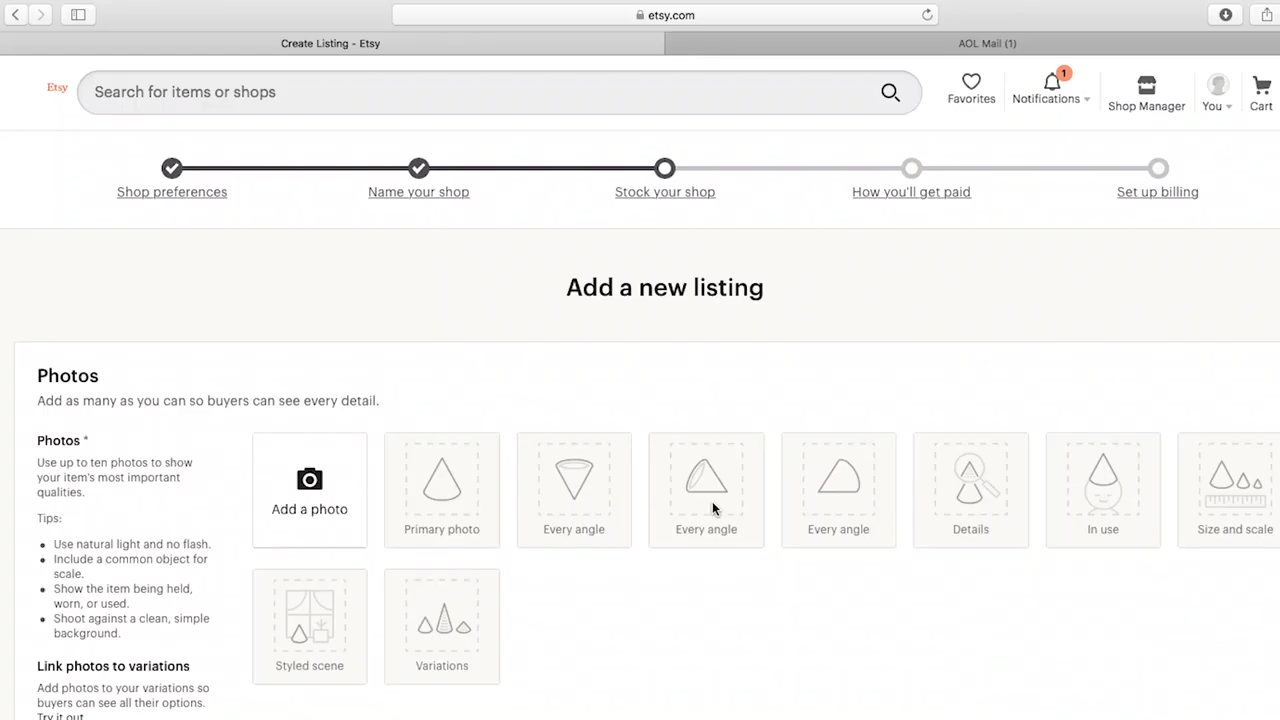 etsy.com
Create Listing - Etsy
AOL Mail (1)
Etsy
Search for items or shops
Favorites
1
Notifications
Shop Manager
You
Cart
Shop preferences
Name your shop
Stock your shop
How you'll get paid
Set up billing
Add a new listing
Photos
Add as many as you can so buyers can see every detail.
Photos *
Use up to ten photos to show
your item's most important
qualities.
Tips:
Use natural light and no flash.
Include a common object for
scale.
Show the item being held,
worn, or used.
Shoot against a clean, simple
background.
Link photos to variations
Add photos to your variations so
buyers can see all their options.
Try it out
Add a photo
Primary photo
Every angle
Every angle
Every angle
Details
In use
Size and scale
Styled scene
Variations